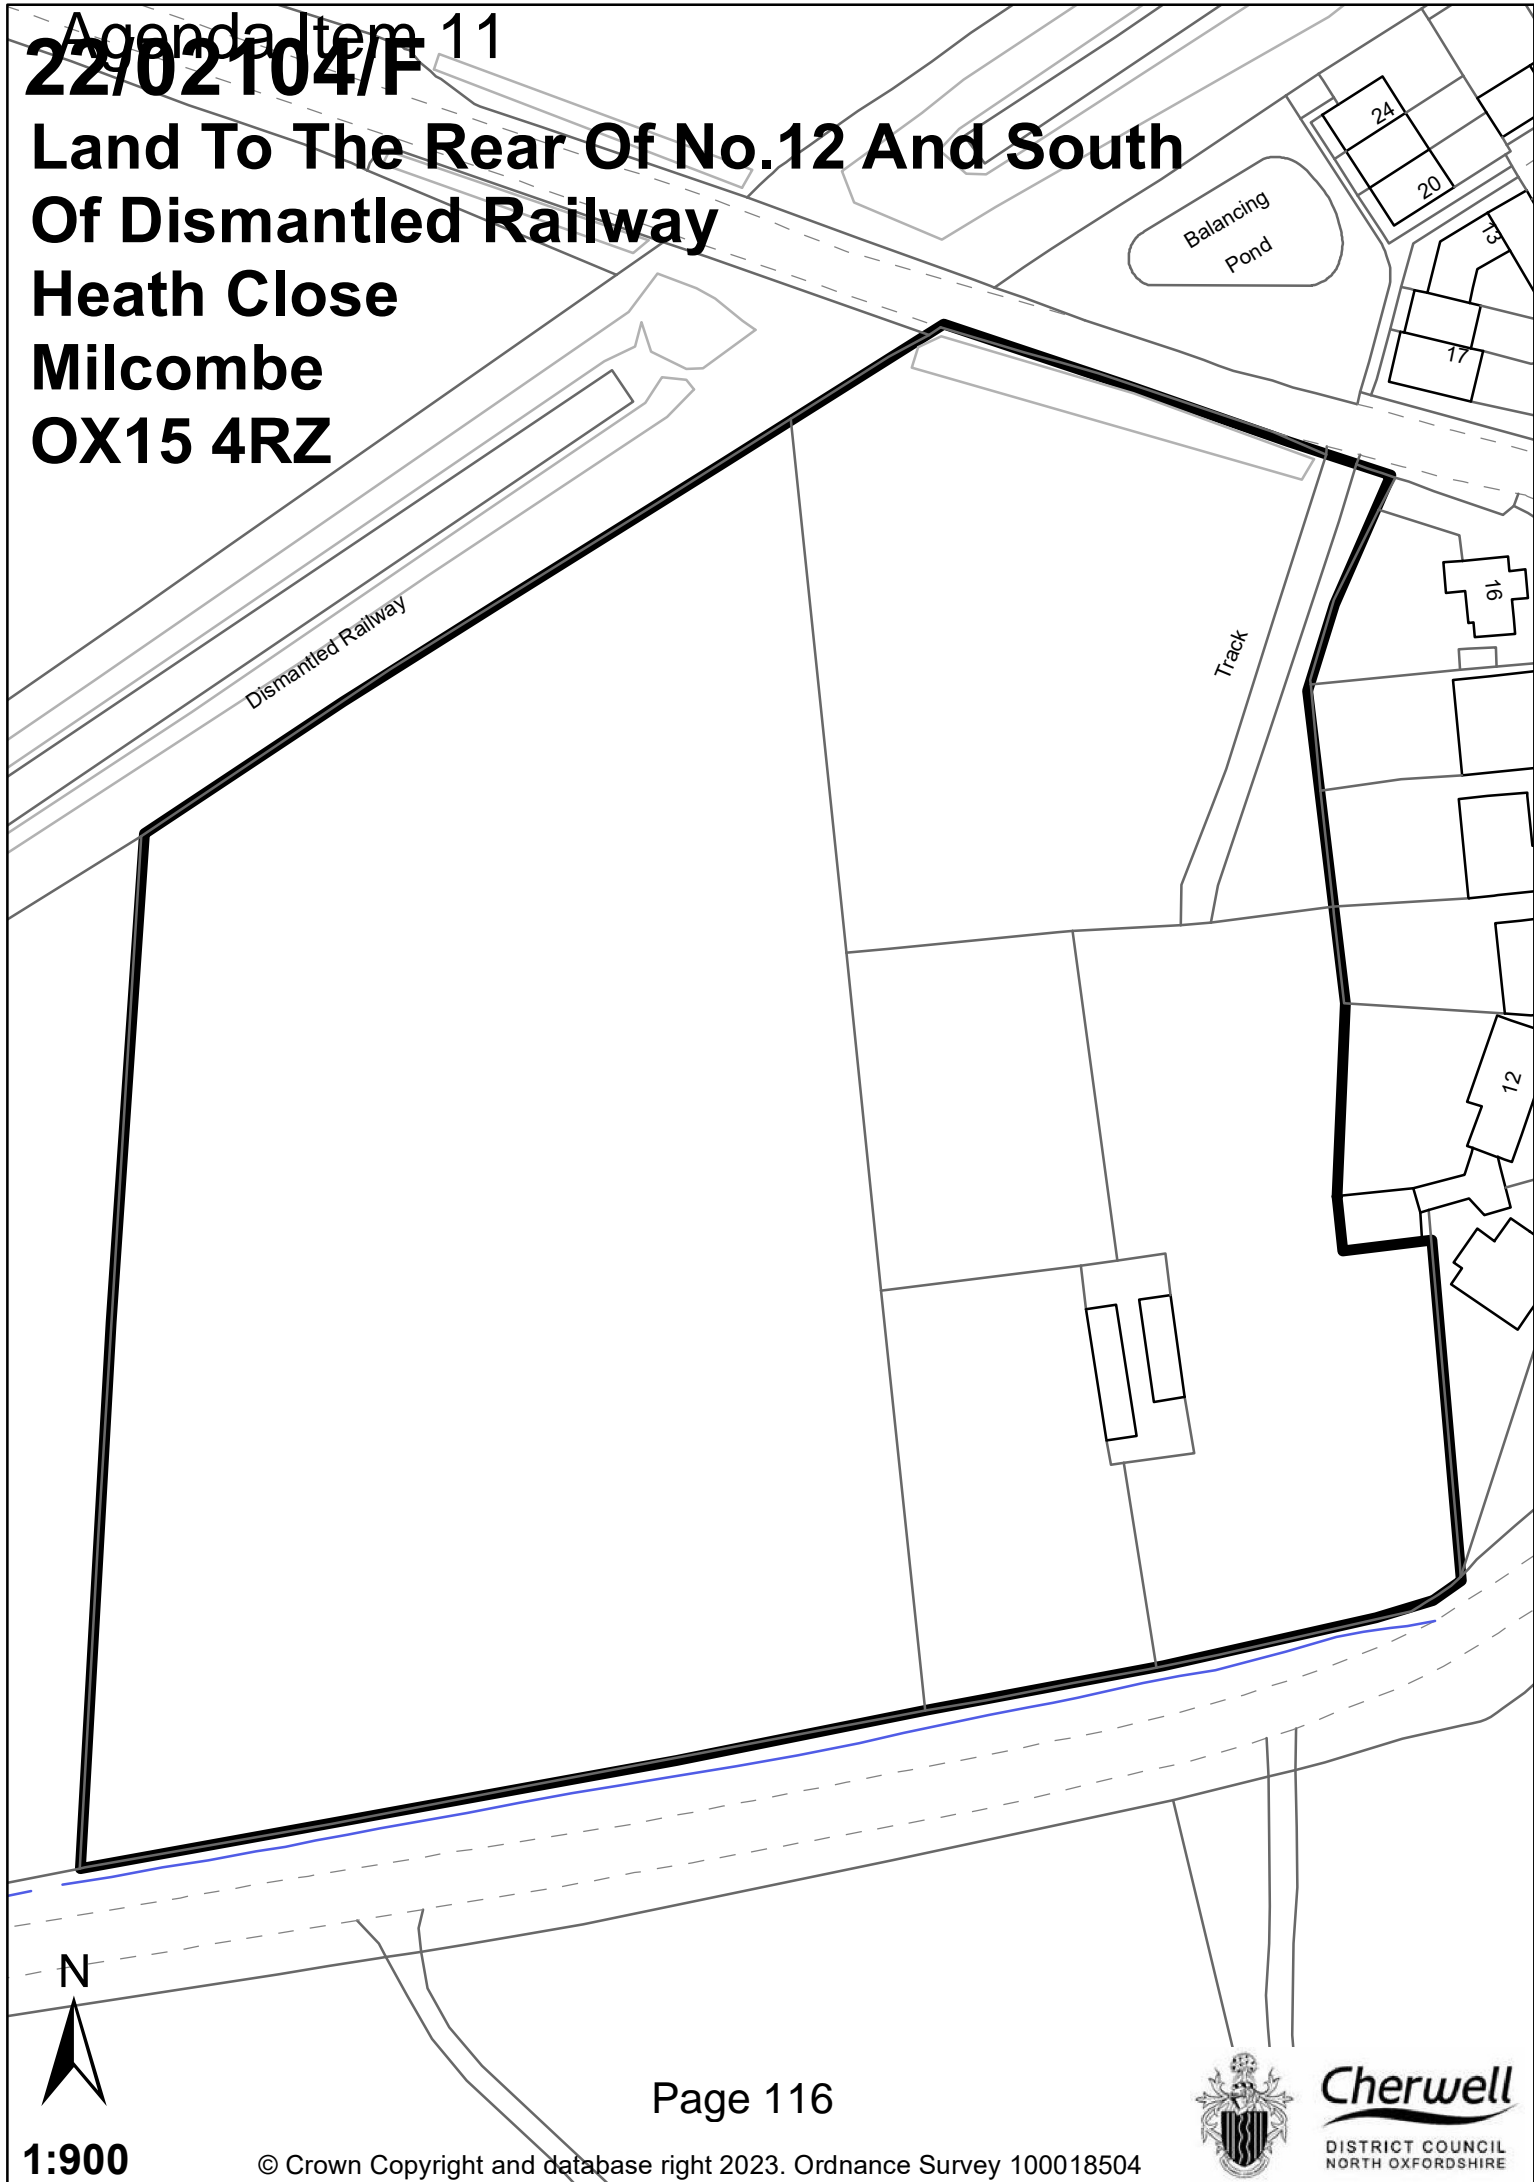 Agenda Item 11
22/02104/F
Land To The Rear Of No.12 And South
Of Dismantled Railway
Heath Close
Milcombe
OX15 4RZ
24
20
Balancing
Pond
13
17
16
Dismantled Railway
Track
12
N
Page 116
1:900
© Crown Copyright and database right 2023. Ordnance Survey 100018504
Cherwell
DISTRICT COUNCIL
NORTH OXFORDSHIRE